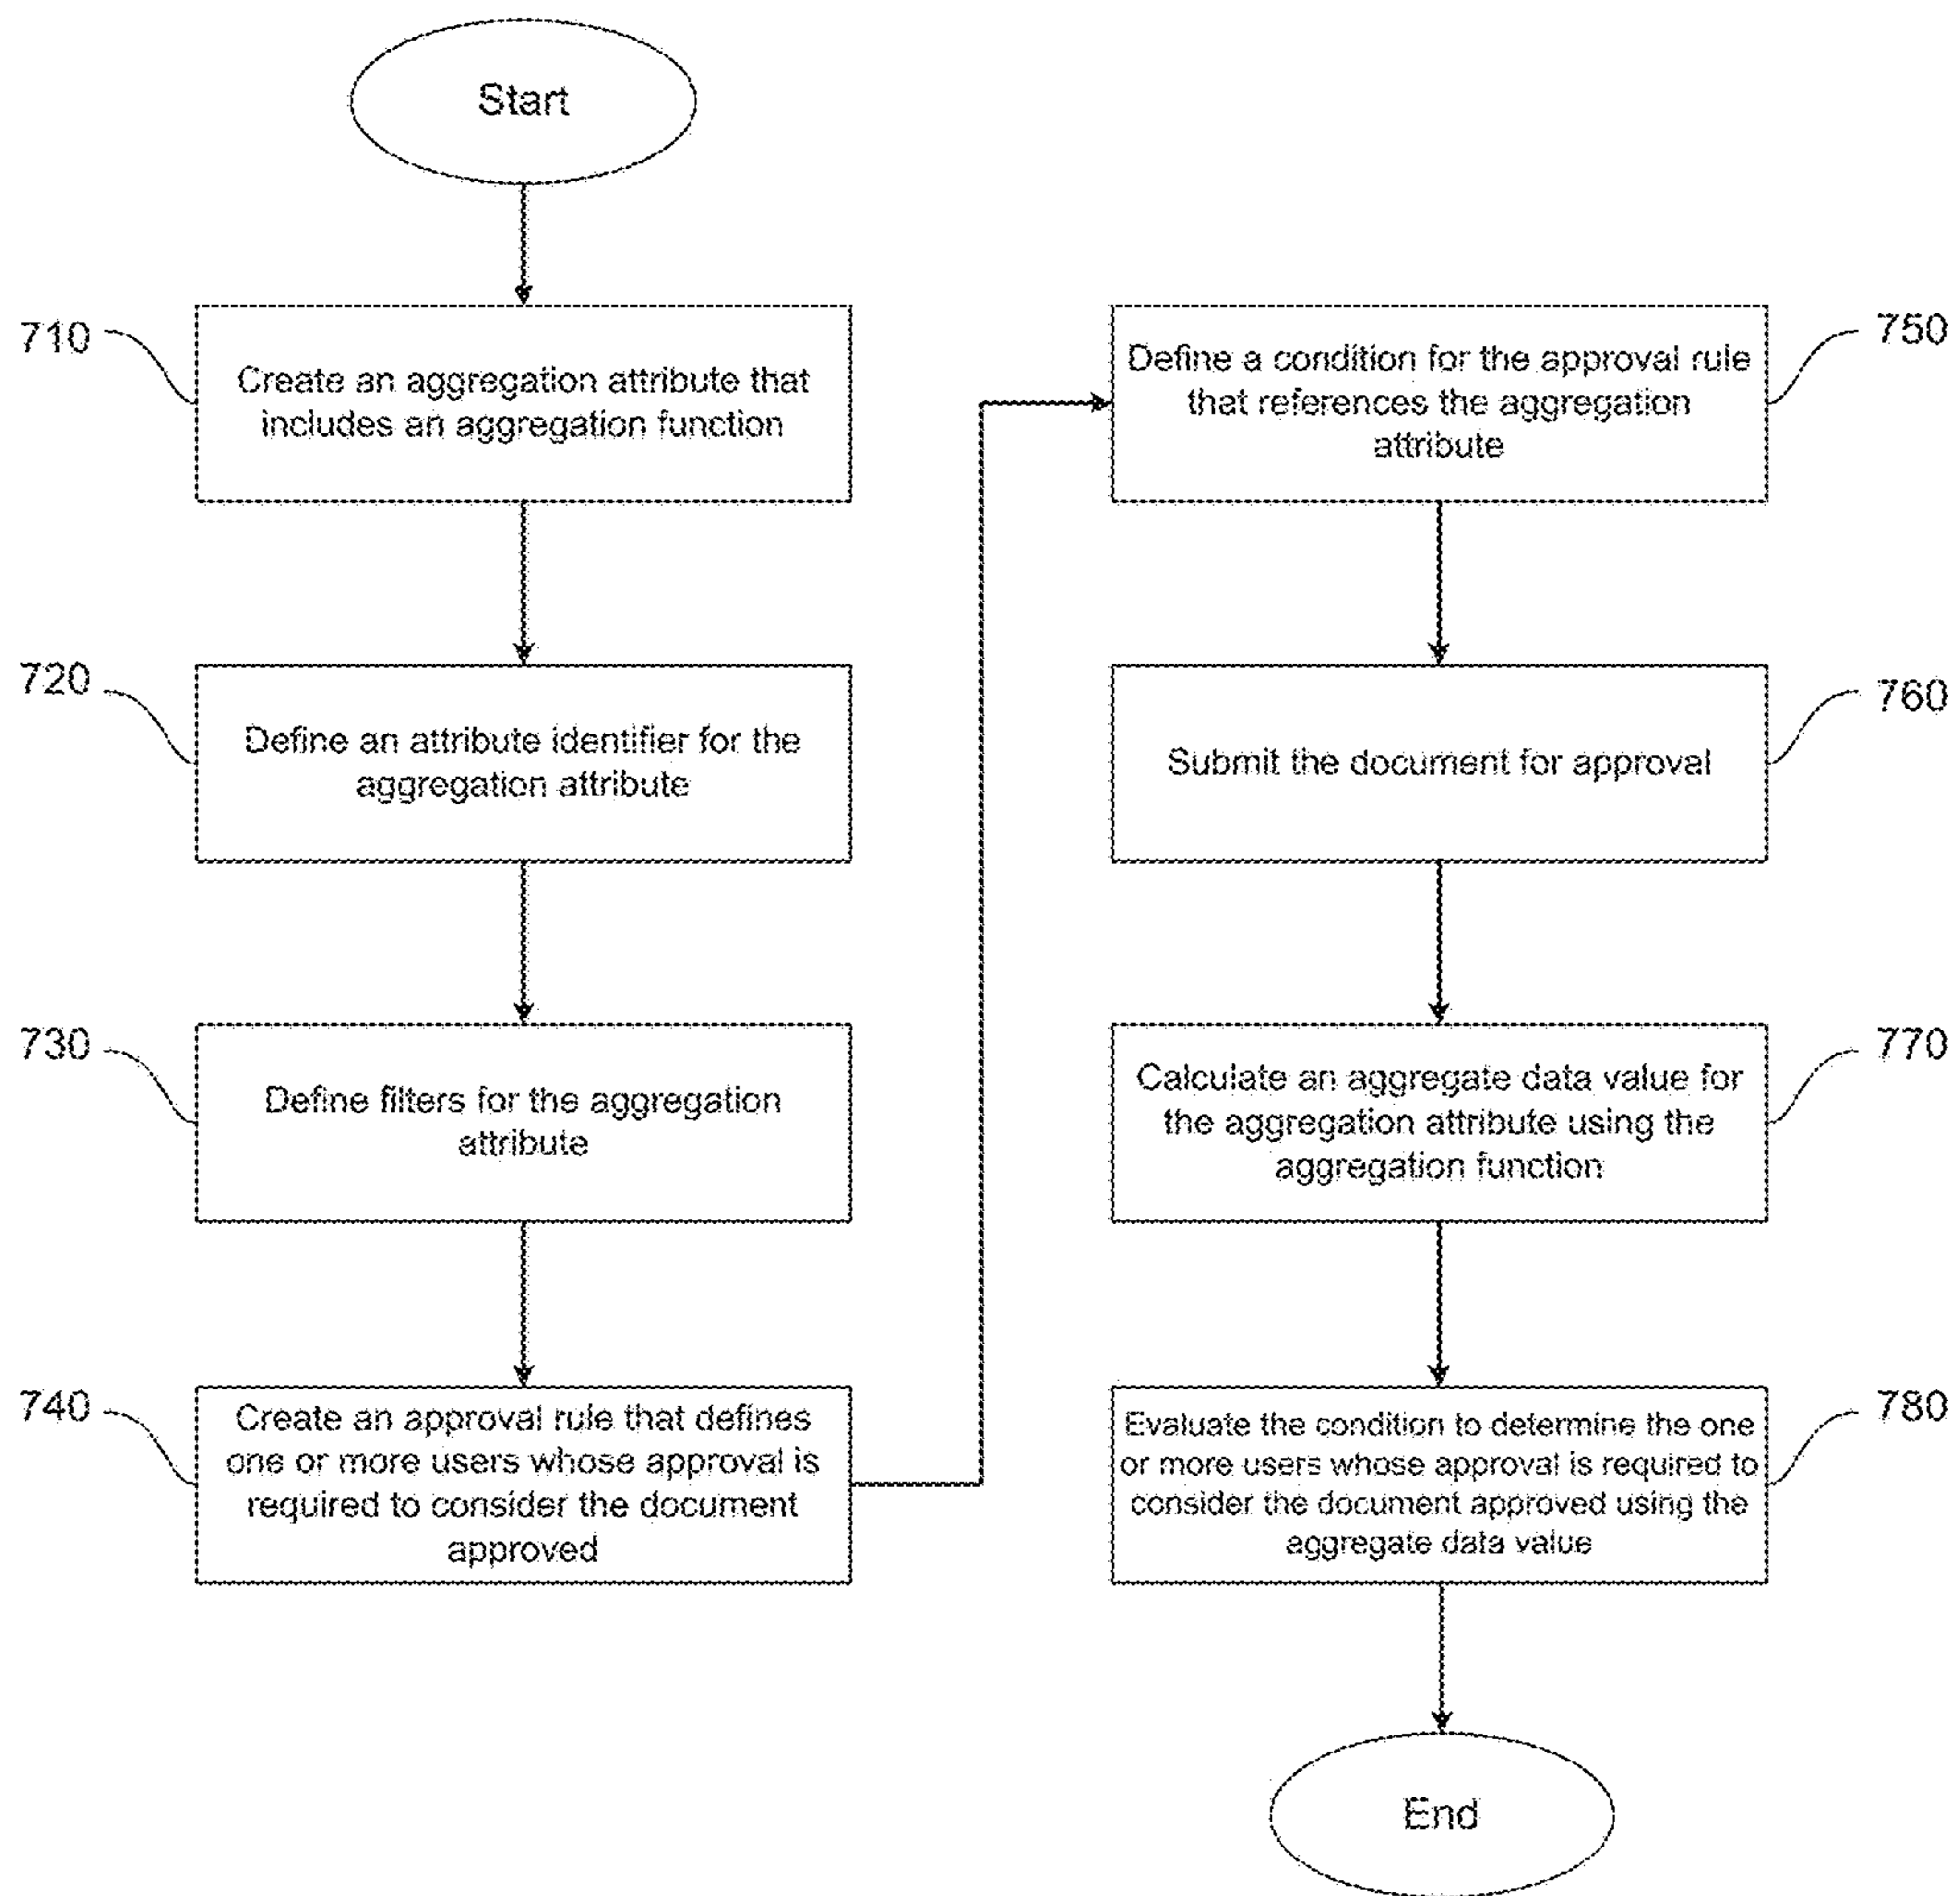 Start
710
Create an aggregation attribute that
includes an aggregation function
720
Define an attribute identifier for the
aggregation attribute
730
Define filters for the aggregation
attribute
740
Create an approval rule that defines
one or more users whose approval is
required to consider the document
approved
750
Define a condition for the approval rule
that references the aggregation
attribute
760
Submit the document for approval
770
Calculate an aggregate data value for
the aggregation attribute using the
aggregation function
780
Evaluate the condition to determine the one
or more users whose approval is required to
consider the document approved using the
aggregate data value
End